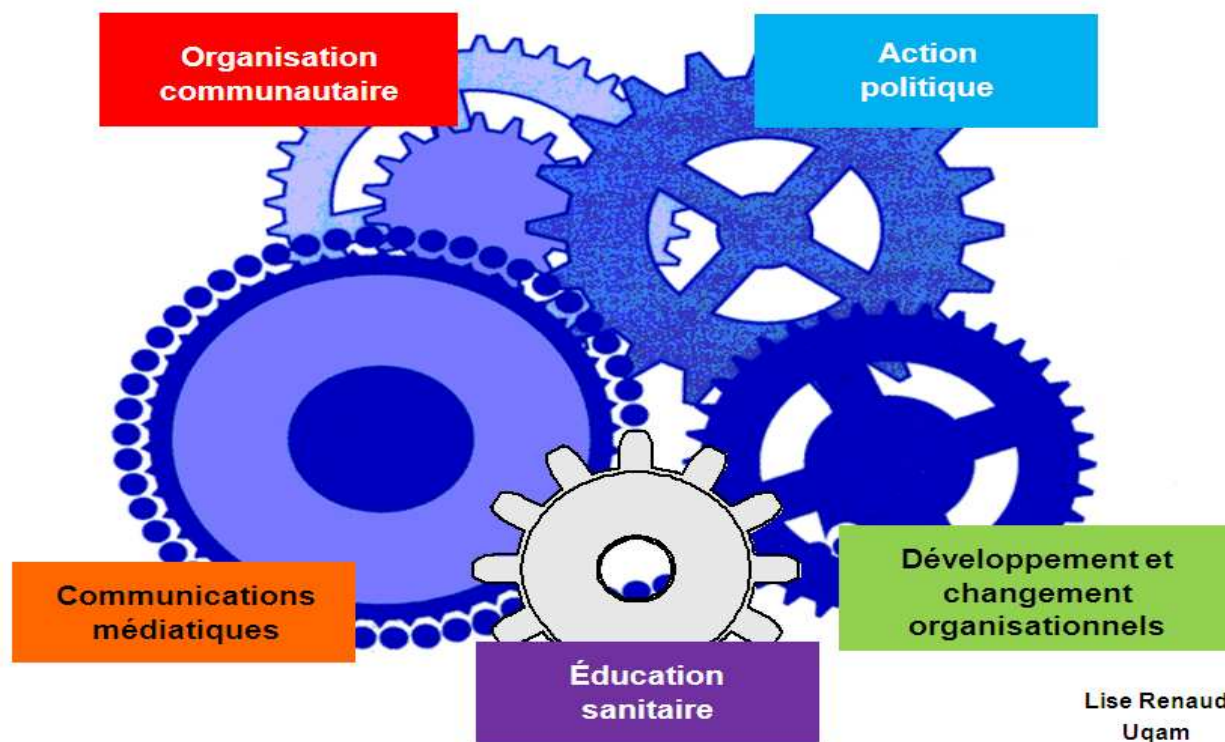 Organisation
communautaire
Action
politique
Communications
médiatiques
Développement et
changement
organisationnels
Éducation
sanitaire
Lise Renaud
Uqam